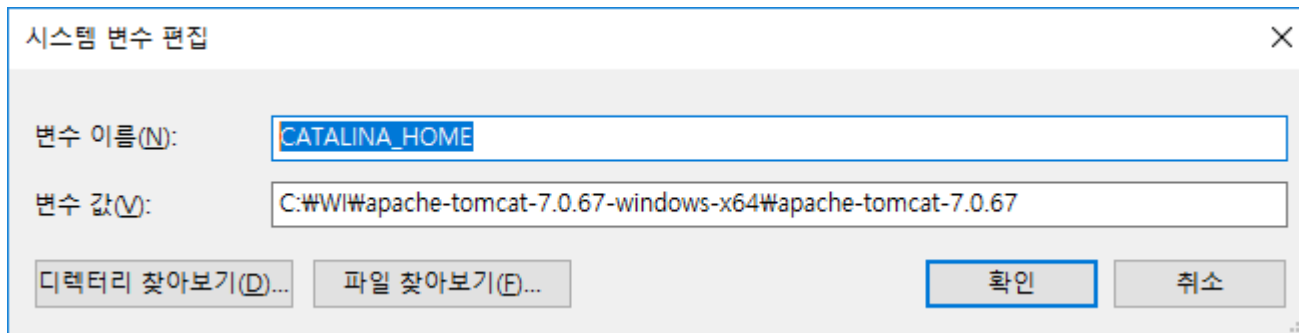 시스템 변수 편집
변수 이름(N): CATALINA_HOME
변수 값(V): C:₩WI₩apache-tomcat-7.0.67-windows-x64₩apache-tomcat-7.0.67
디렉터리 찾아보기(D)... 파일 찾아보기(F)... 확인 취소